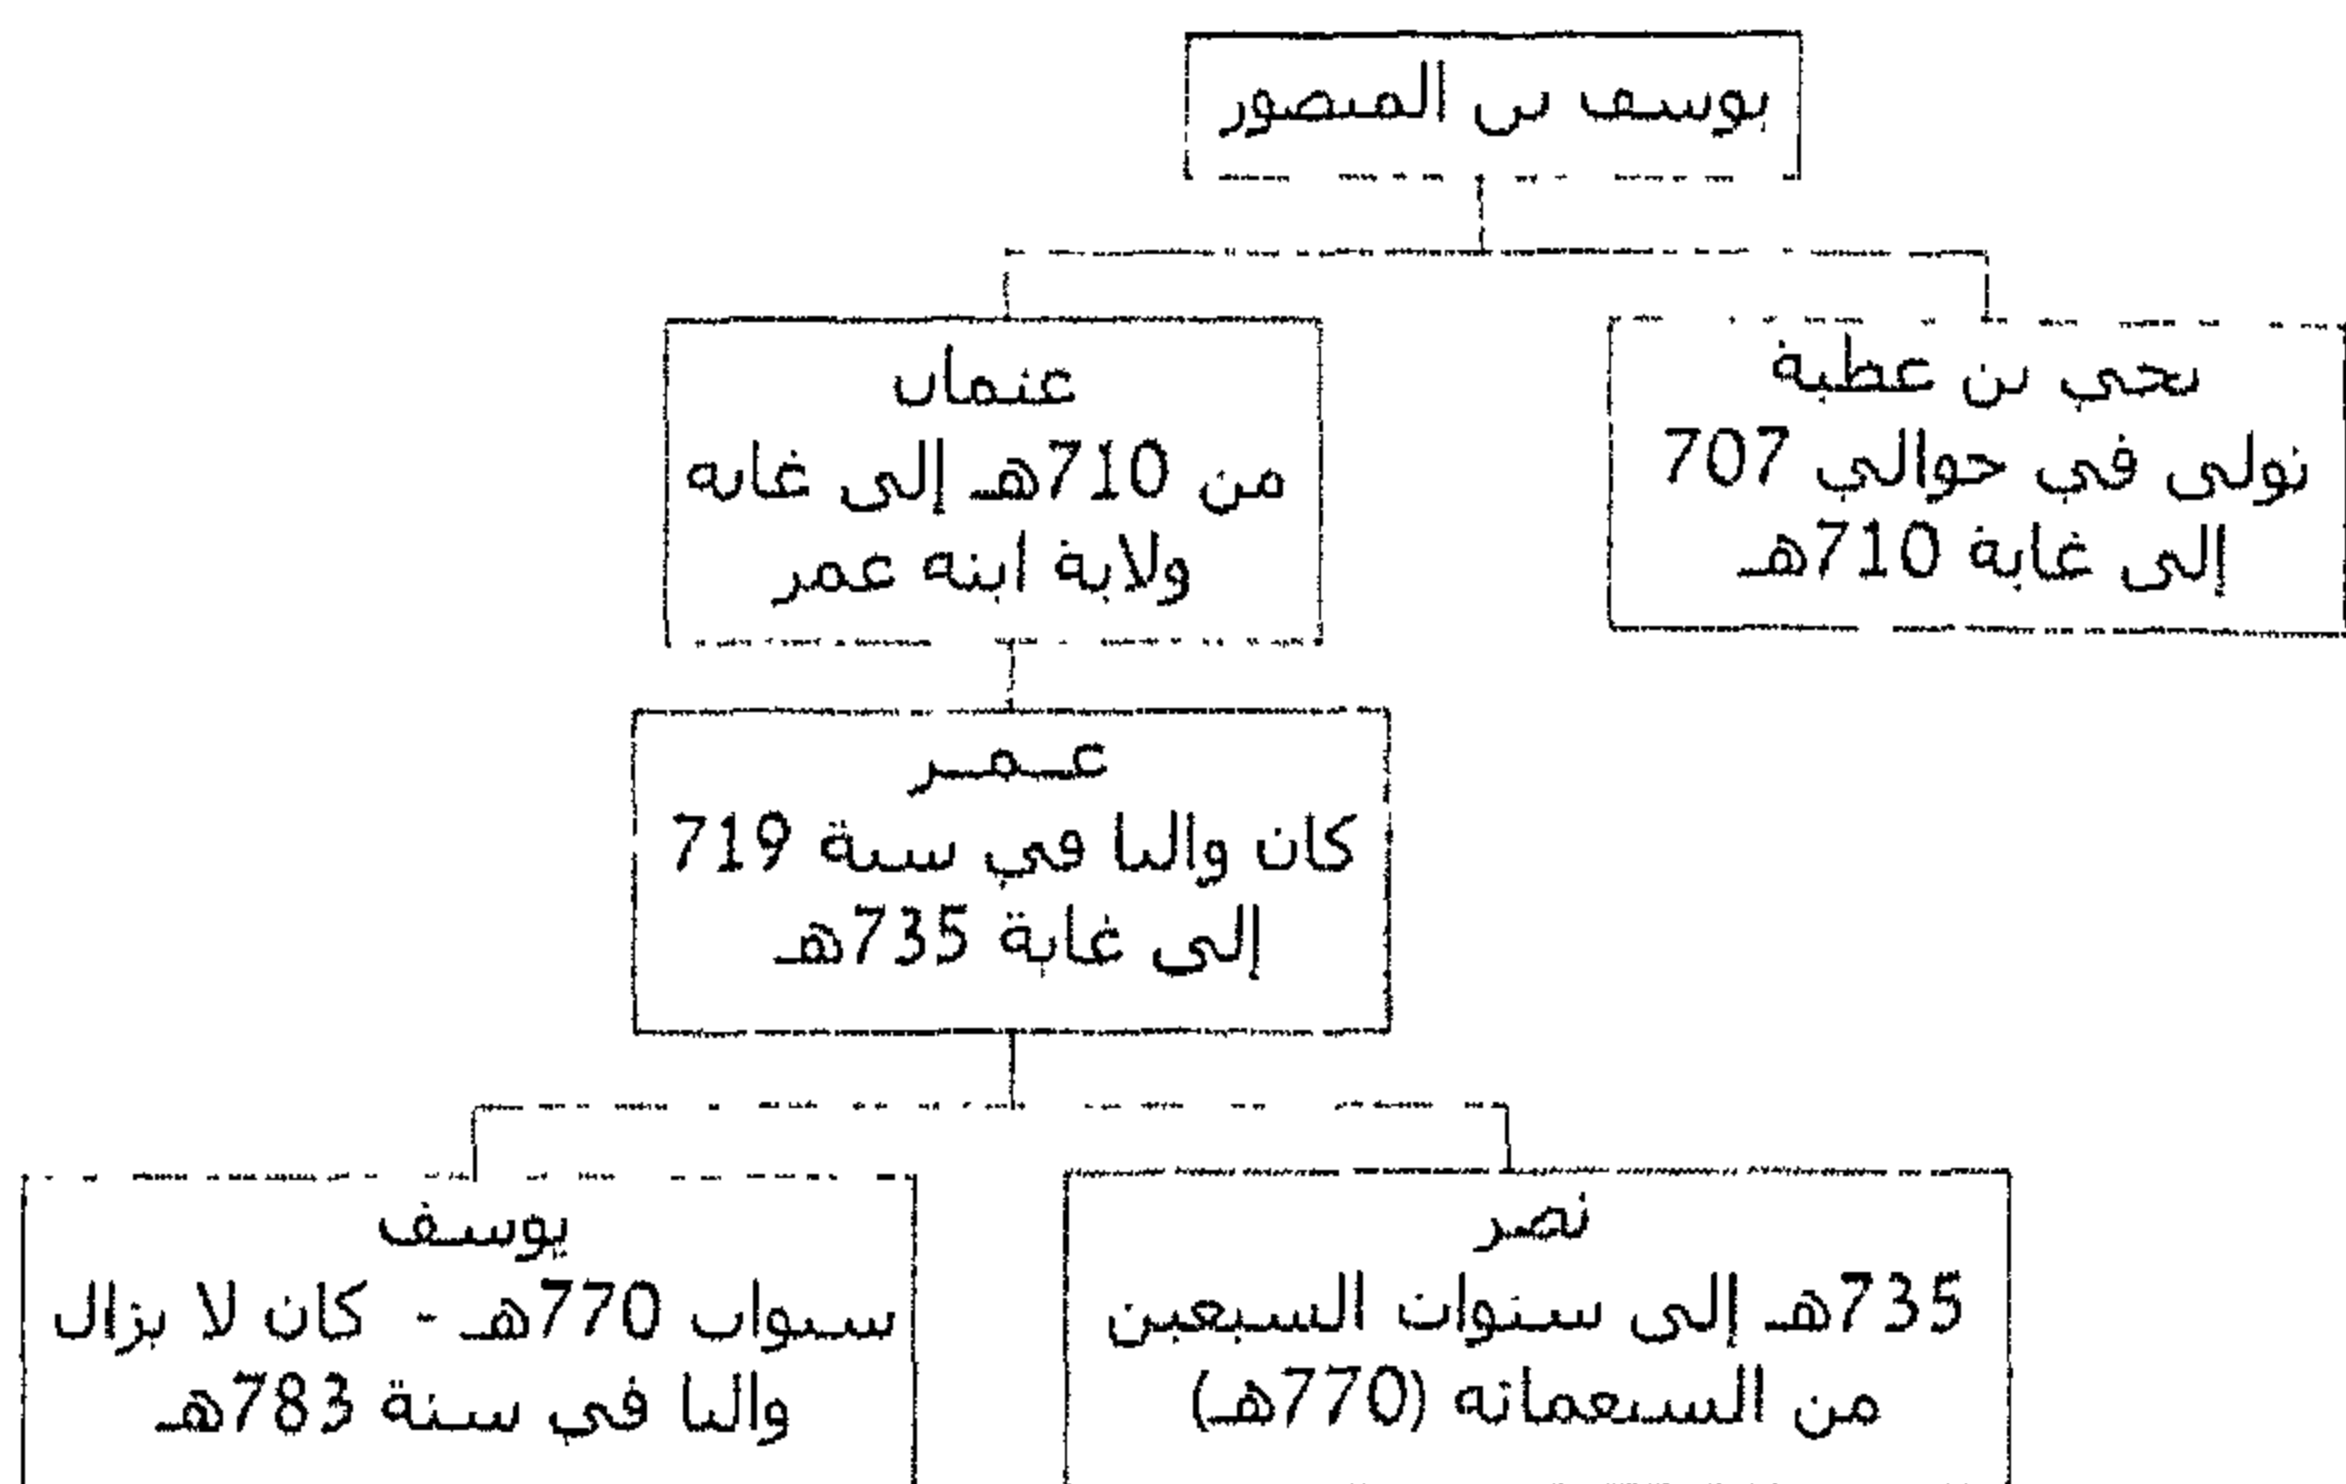 يوسف بن المنصور
يحي بن عطية
تولى في حوالي 707
إلى غاية 710هـ
عثمان
من 710هـ إلى غاية
ولاية ابنه عمر
عـمـر
كان واليا في سنة 719
إلى غاية 735هـ
نصر
735هـ إلى سنوات السبعين
من السبعمائة (770هـ)
يوسف
سنوات 770هـ - كان لا يزال
واليا في سنة 783هـ